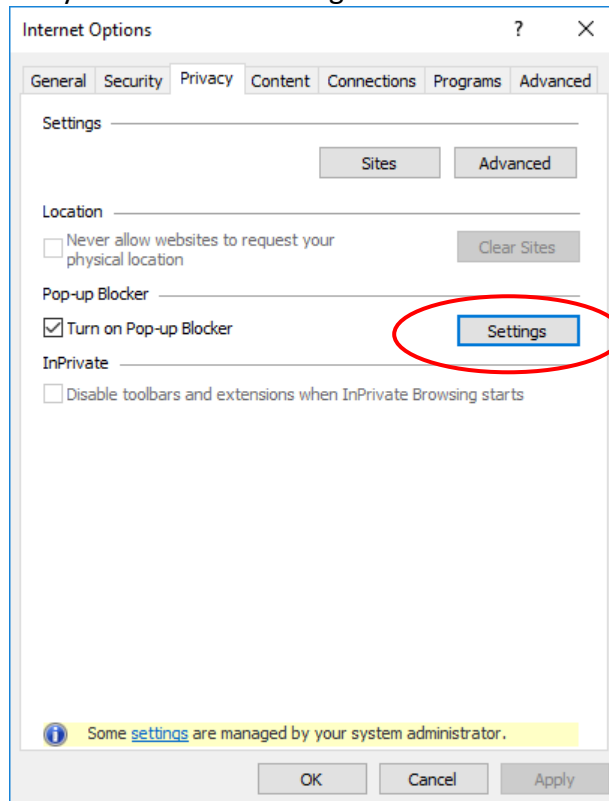 Internet Options ?
General Security Privacy Content Connections Programs Advanced
Settings
Sites Advanced
Location
Never allow websites to request your
physical location
Clear Sites
Pop-up Blocker
Turn on Pop-up Blocker
Settings
InPrivate
Disable toolbars and extensions when InPrivate Browsing starts
Some settings are managed by your system administrator.
OK Cancel Apply